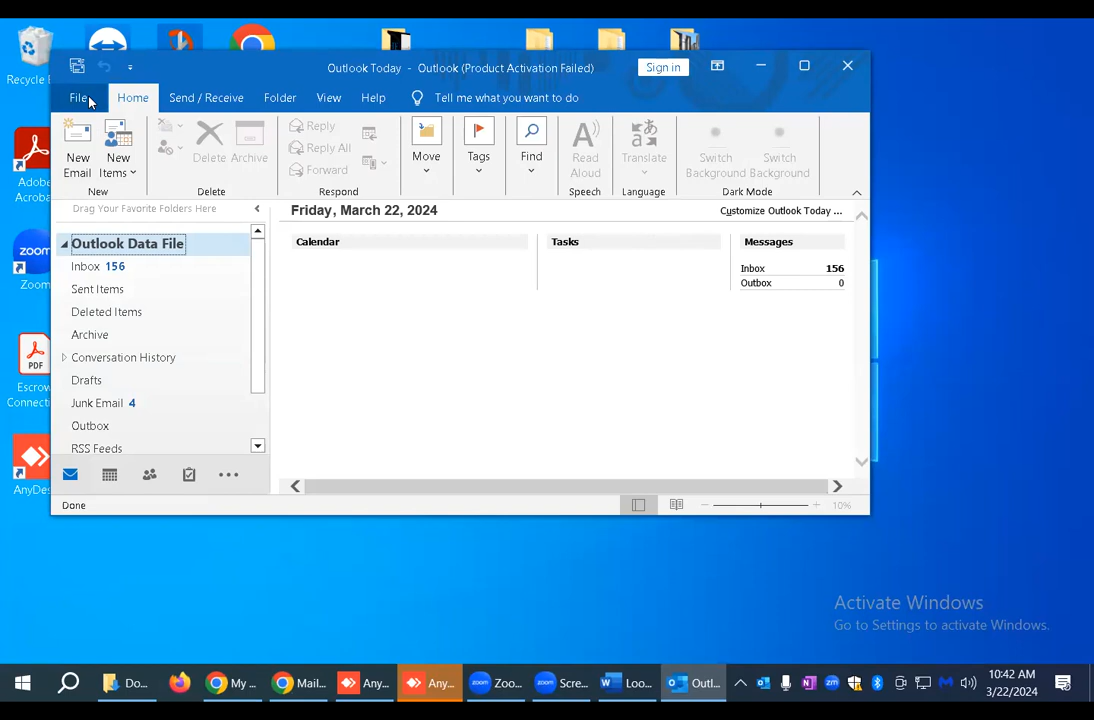 Recycle B
Adobe
Acroba
Zoom
PDF
Escrow
Connecti
AnyDes
Outlook Today - Outlook (Product Activation Failed)
Sign in
File
Home
Send / Receive
Folder
View
Help
Tell me what you want to do
New
Email
New
Items
New
Delete
Archive
Delete
Reply
Reply All
Forward
Respond
Move
Tags
Find
Read
Aloud
Speech
Translate
Language
Switch
Background
Switch
Background
Dark Mode
Drag Your Favorite Folders Here
Outlook Data File
Inbox 156
Sent Items
Deleted Items
Archive
Conversation History
Drafts
Junk Email 4
Outbox
RSS Feeds
Friday, March 22, 2024
Customize Outlook Today ...
Calendar
Tasks
Messages
Inbox 156
Outbox 0
Done
10%
Activate Windows
Go to Settings to activate Windows.
Do...
My ...
Mail...
Any...
Any...
Zoo...
Scre...
Loo...
Outl...
10:42 AM
3/22/2024